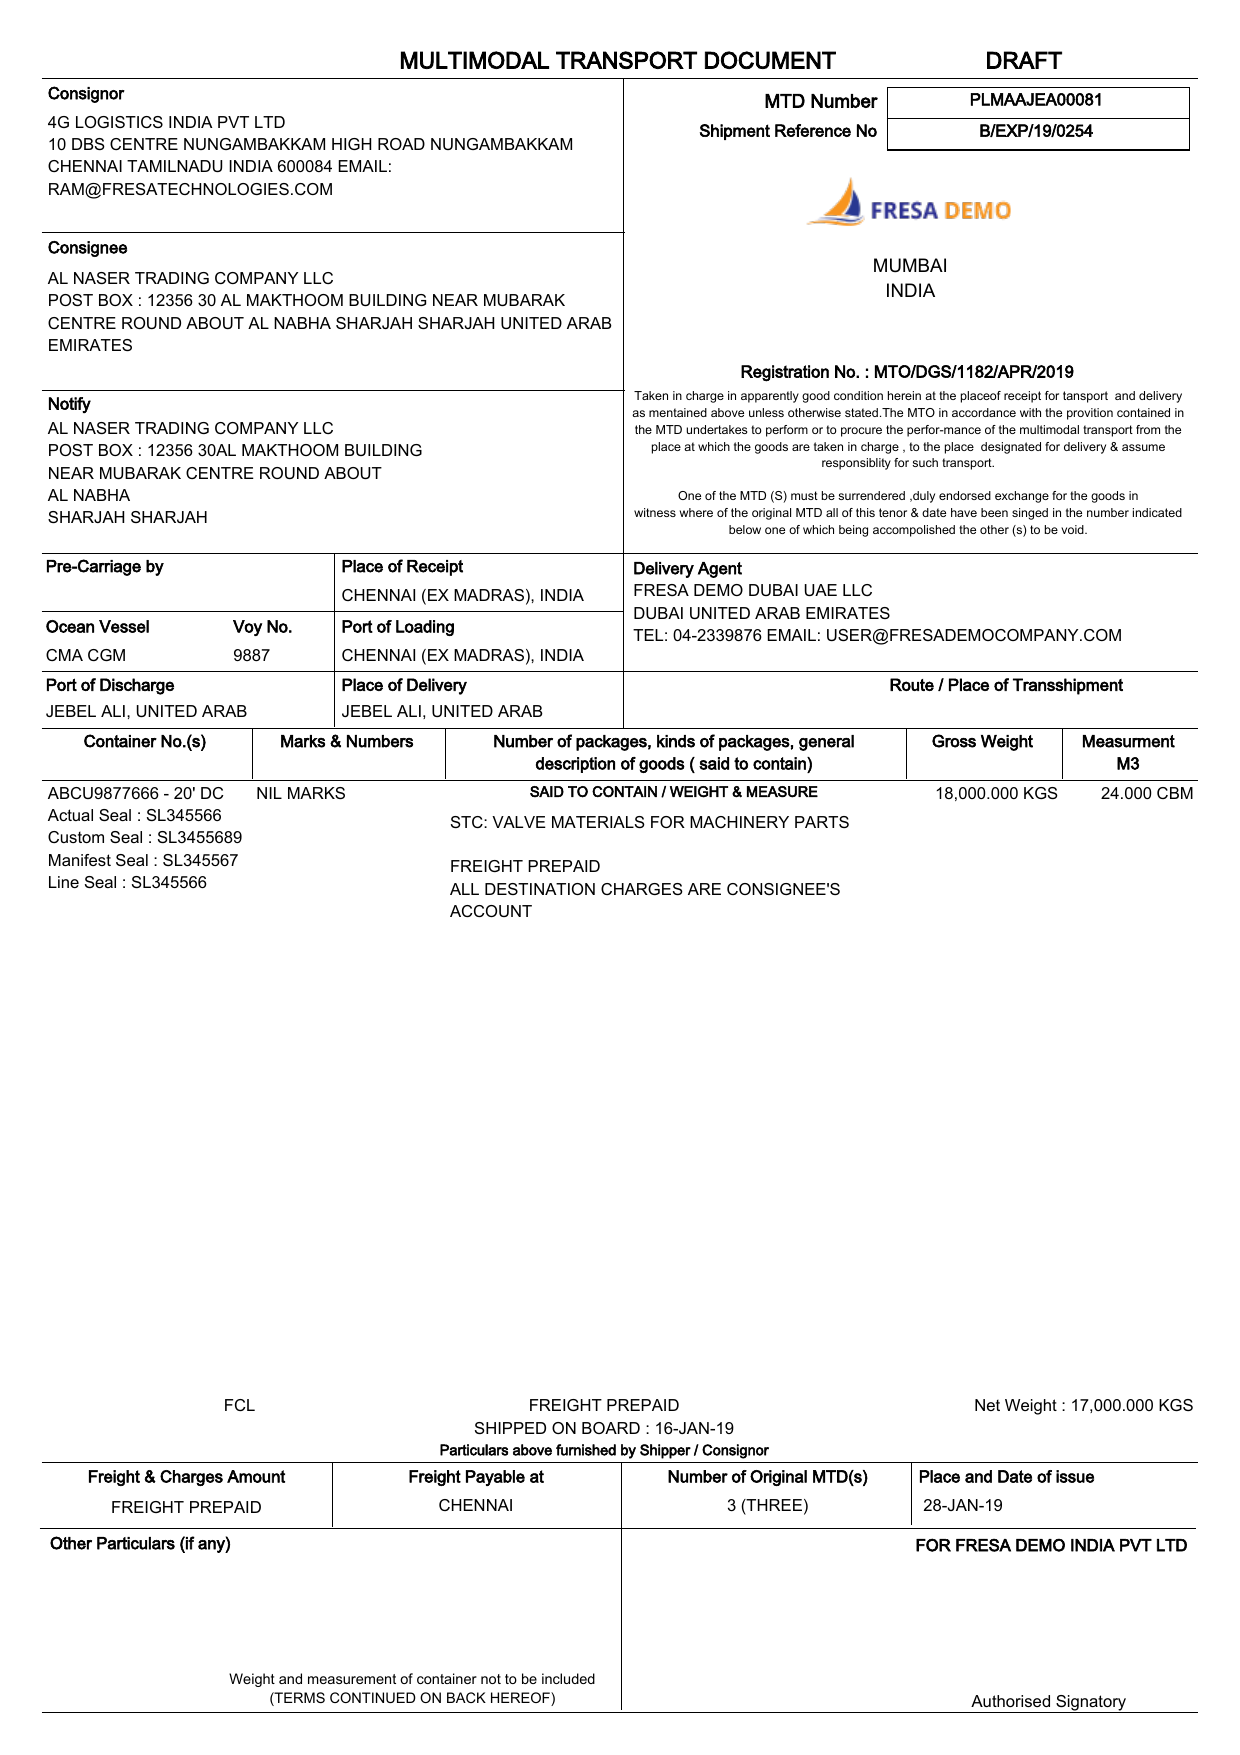 MULTIMODAL TRANSPORT DOCUMENT DRAFT
Consignor
4G LOGISTICS INDIA PVT LTD
10 DBS CENTRE NUNGAMBAKKAM HIGH ROAD NUNGAMBAKKAM
CHENNAI TAMILNADU INDIA 600084 EMAIL:
RAM@FRESATECHNOLOGIES.COM
MTD Number PLMAAJEA00081
Shipment Reference No B/EXP/19/0254
FRESA DEMO
MUMBAI
INDIA
Consignee
AL NASER TRADING COMPANY LLC
POST BOX : 12356 30 AL MAKTHOOM BUILDING NEAR MUBARAK
CENTRE ROUND ABOUT AL NABHA SHARJAH SHARJAH UNITED ARAB
EMIRATES
Notify
AL NASER TRADING COMPANY LLC
POST BOX : 12356 30AL MAKTHOOM BUILDING
NEAR MUBARAK CENTRE ROUND ABOUT
AL NABHA
SHARJAH SHARJAH
Registration No. : MTO/DGS/1182/APR/2019
Taken in charge in apparently good condition herein at the placeof receipt for tansport and delivery
as mentained above unless otherwise stated.The MTO in accordance with the provition contained in
the MTD undertakes to perform or to procure the perfor-mance of the multimodal transport from the
place at which the goods are taken in charge , to the place designated for delivery & assume
responsiblity for such transport.
One of the MTD (S) must be surrendered ,duly endorsed exchange for the goods in
witness where of the original MTD all of this tenor & date have been singed in the number indicated
below one of which being accompolished the other (s) to be void.
Pre-Carriage by
Place of Receipt
CHENNAI (EX MADRAS), INDIA
Delivery Agent
FRESA DEMO DUBAI UAE LLC
DUBAI UNITED ARAB EMIRATES
TEL: 04-2339876 EMAIL: USER@FRESADEMOCOMPANY.COM
Ocean Vessel Voy No.
CMA CGM 9887
Port of Loading
CHENNAI (EX MADRAS), INDIA
Port of Discharge
JEBEL ALI, UNITED ARAB
Place of Delivery
JEBEL ALI, UNITED ARAB
Route / Place of Transshipment
Container No.(s)
Marks & Numbers
Number of packages, kinds of packages, general
description of goods ( said to contain)
Gross Weight
Measurment
M3
ABCU9877666 - 20' DC
Actual Seal : SL345566
Custom Seal : SL3455689
Manifest Seal : SL345567
Line Seal : SL345566
NIL MARKS
SAID TO CONTAIN / WEIGHT & MEASURE
STC: VALVE MATERIALS FOR MACHINERY PARTS
FREIGHT PREPAID
ALL DESTINATION CHARGES ARE CONSIGNEE'S
ACCOUNT
18,000.000 KGS
24.000 CBM
FCL
FREIGHT PREPAID
Net Weight : 17,000.000 KGS
SHIPPED ON BOARD : 16-JAN-19
Particulars above furnished by Shipper / Consignor
Freight & Charges Amount
FREIGHT PREPAID
Freight Payable at
CHENNAI
Number of Original MTD(s)
3 (THREE)
Place and Date of issue
28-JAN-19
Other Particulars (if any)
FOR FRESA DEMO INDIA PVT LTD
Weight and measurement of container not to be included
(TERMS CONTINUED ON BACK HEREOF)
Authorised Signatory